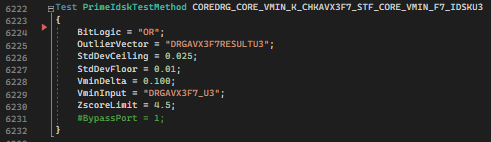 6222 Test PrimeIdskTestMethod COREDRG_CORE_VMIN_K_CHKAVX3F7_STF_CORE_VMIN_F7_IDSKU3
6223 {
6224 BitLogic = "OR";
6225 OutlierVector = "DRGAVX3F7RESULTU3";
6226 StdDevCeiling = 0.025;
6227 StdDevFloor = 0.01;
6228 VminDelta = 0.100;
6229 VminInput = "DRGAVX3F7_U3";
6230 ZscoreLimit = 4.5;
6231 #BypassPort = 1;
6232 }